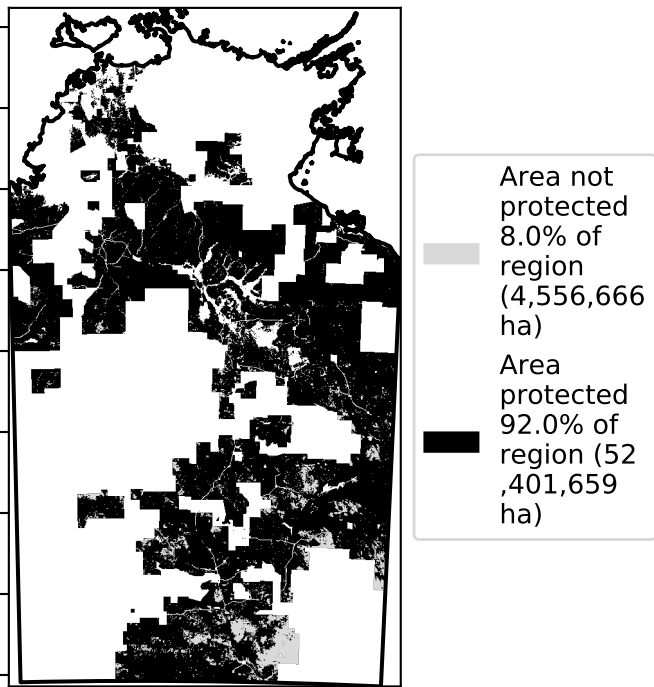 Area not
protected
8.0% of
region
(4,556,666
ha)
Area
protected
92.0% of
region (52
,401,659
ha)